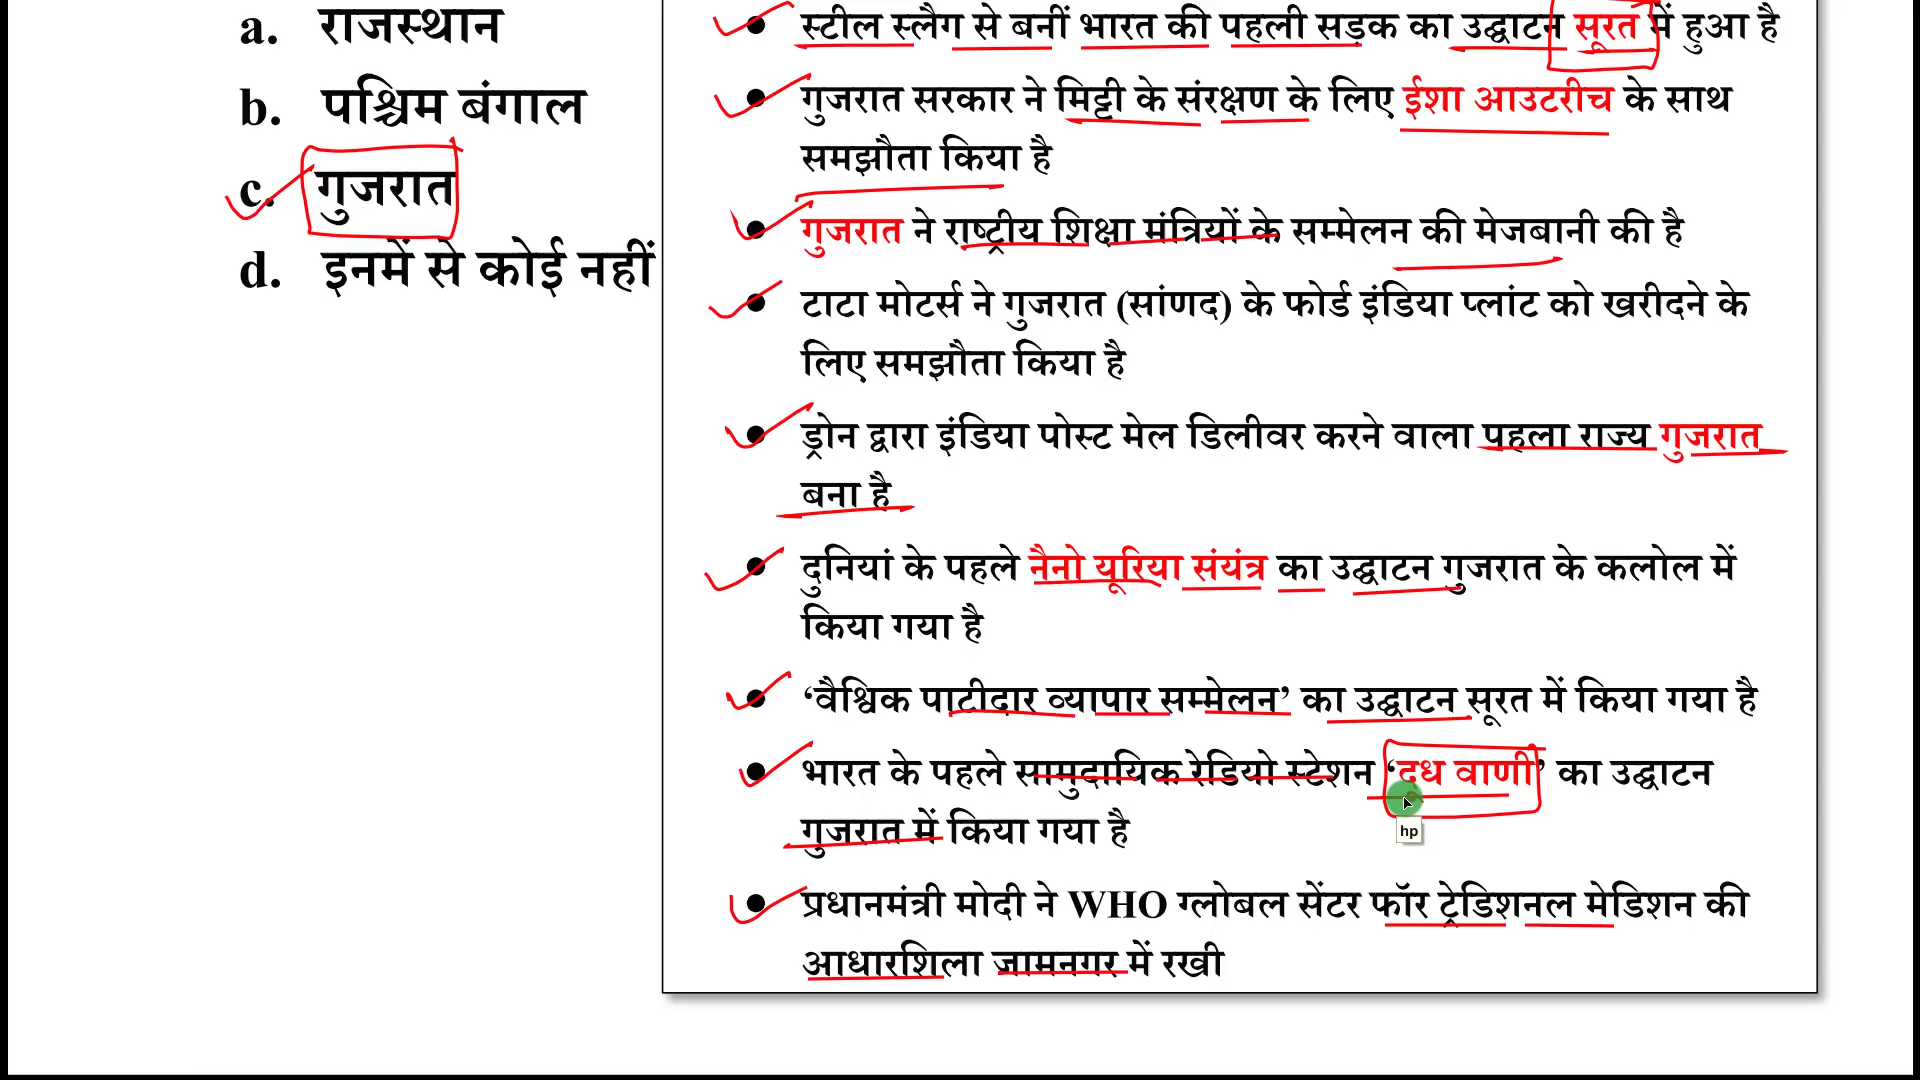 a. राजस्थान
b. पश्चिम बंगाल
c. गुजरात
d. इनमें से कोई नहीं
स्टील स्लैग से बनीं भारत की पहली सड़क का उद्घाटन सूरत में हुआ है
गुजरात सरकार ने मिट्टी के संरक्षण के लिए ईशा आउटरीच के साथ
समझौता किया है
गुजरात ने राष्ट्रीय शिक्षा मंत्रियों के सम्मेलन की मेजबानी की है
टाटा मोटर्स ने गुजरात (सांणद) के फोर्ड इंडिया प्लांट को खरीदने के
लिए समझौता किया है
ड्रोन द्वारा इंडिया पोस्ट मेल डिलीवर करने वाला पहला राज्य गुजरात
बना है
दुनियां के पहले नैनो यूरिया संयंत्र का उद्घाटन गुजरात के कलोल में
किया गया है
‘वैश्विक पाटीदार व्यापार सम्मेलन’ का उद्घाटन सूरत में किया गया है
भारत के पहले सामुदायिक रेडियो स्टेशन ‘दूध वाणी’ का उद्घाटन
गुजरात में किया गया है
hp
प्रधानमंत्री मोदी ने WHO ग्लोबल सेंटर फॉर ट्रेडिशनल मेडिशन की
आधारशिला जामनगर में रखी